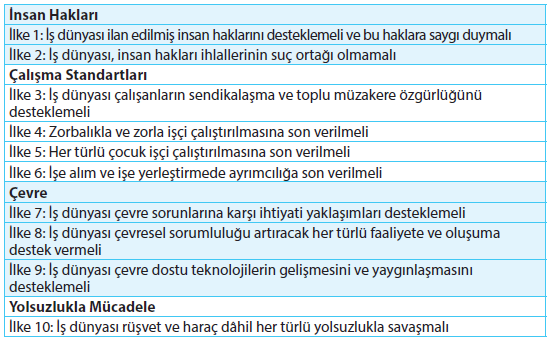 İnsan Hakları
İlke 1: İş dünyası ilan edilmiş insan haklarını desteklemeli ve bu haklara saygı duymalı
İlke 2: İş dünyası, insan hakları ihlallerinin suç ortağı olmamalı
Çalışma Standartları
İlke 3: İş dünyası çalışanların sendikalaşma ve toplu müzakere özgürlüğünü
desteklemeli
İlke 4: Zorbalıkla ve zorla işçi çalıştırılmasına son verilmeli
İlke 5: Her türlü çocuk işçi çalıştırılmasına son verilmeli
İlke 6: İşe alım ve işe yerleştirmede ayrımcılığa son verilmeli
Çevre
İlke 7: İş dünyası çevre sorunlarına karşı ihtiyati yaklaşımları desteklemeli
İlke 8: İş dünyası çevresel sorumluluğu artıracak her türlü faaliyete ve oluşuma
destek vermeli
İlke 9: İş dünyası çevre dostu teknolojilerin gelişmesini ve yaygınlaşmasını
desteklemeli
Yolsuzlukla Mücadele
İlke 10: İş dünyası rüşvet ve haraç dâhil her türlü yolsuzlukla savaşmalı